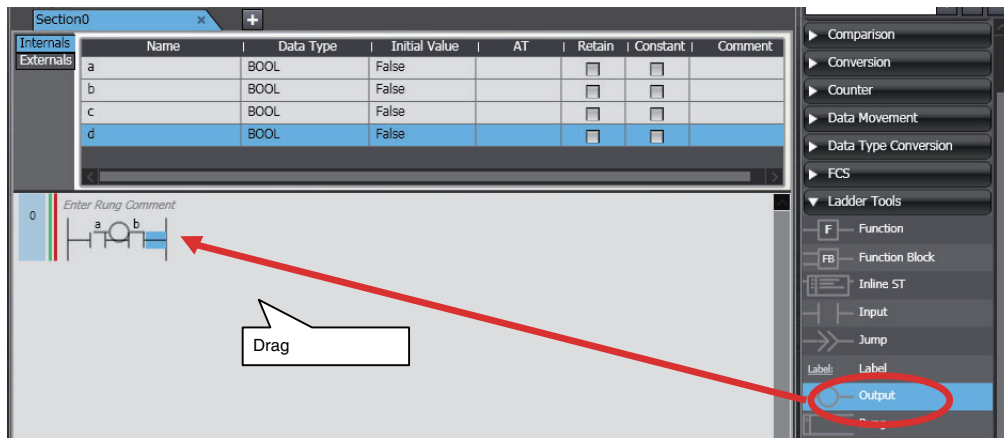 Section0 × +
Internals
Externals
Name Data Type Initial Value AT Retain Constant Comment
a BOOL False
b BOOL False
c BOOL False
d BOOL False
0
Enter Rung Comment
a b
Drag
Comparison
Conversion
Counter
Data Movement
Data Type Conversion
FCS
Ladder Tools
F Function
FB Function Block
Inline ST
Input
Jump
Label: Label
Output